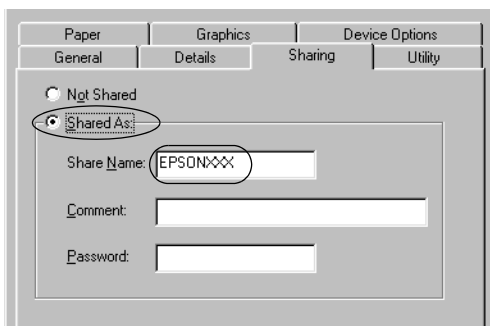 Paper Graphics Device Options
General Details Sharing Utility
Not Shared
Shared As:
Share Name: EPSONXXX
Comment:
Password: